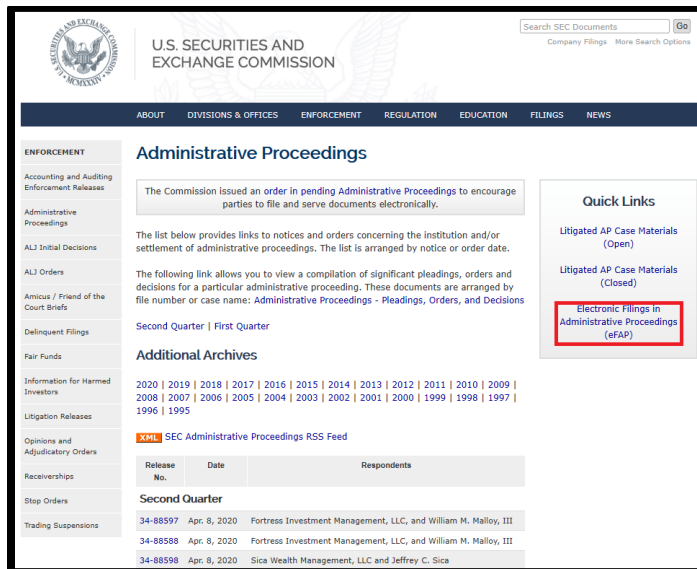 SECURITIES AND EXCHANGE COMMISSION
MCMXXXIV
U.S. SECURITIES AND
EXCHANGE COMMISSION
Search SEC Documents
Go
Company Filings More Search Options
ABOUT DIVISIONS & OFFICES ENFORCEMENT REGULATION EDUCATION FILINGS NEWS
ENFORCEMENT
Accounting and Auditing
Enforcement Releases
Administrative
Proceedings
ALJ Initial Decisions
ALJ Orders
Amicus / Friend of the
Court Briefs
Delinquent Filings
Fair Funds
Information for Harmed
Investors
Litigation Releases
Opinions and
Adjudicatory Orders
Receiverships
Stop Orders
Trading Suspensions
Administrative Proceedings
The Commission issued an order in pending Administrative Proceedings to encourage
parties to file and serve documents electronically.
The list below provides links to notices and orders concerning the institution and/or
settlement of administrative proceedings. The list is arranged by notice or order date.
The following link allows you to view a compilation of significant pleadings, orders and
decisions for a particular administrative proceeding. These documents are arranged by
file number or case name: Administrative Proceedings - Pleadings, Orders, and Decisions
Second Quarter | First Quarter
Additional Archives
2020 | 2019 | 2018 | 2017 | 2016 | 2015 | 2014 | 2013 | 2012 | 2011 | 2010 | 2009 |
2008 | 2007 | 2006 | 2005 | 2004 | 2003 | 2002 | 2001 | 2000 | 1999 | 1998 | 1997 |
1996 | 1995
XML SEC Administrative Proceedings RSS Feed
Release
No.
Date
Respondents
Second Quarter
34-88597 Apr. 8, 2020 Fortress Investment Management, LLC, and William M. Malloy, III
34-88588 Apr. 8, 2020 Fortress Investment Management, LLC, and William M. Malloy, III
34-88598 Apr. 8, 2020 Sica Wealth Management, LLC and Jeffrey C. Sica
Quick Links
Litigated AP Case Materials
(Open)
Litigated AP Case Materials
(Closed)
Electronic Filings in
Administrative Proceedings
(eFAP)